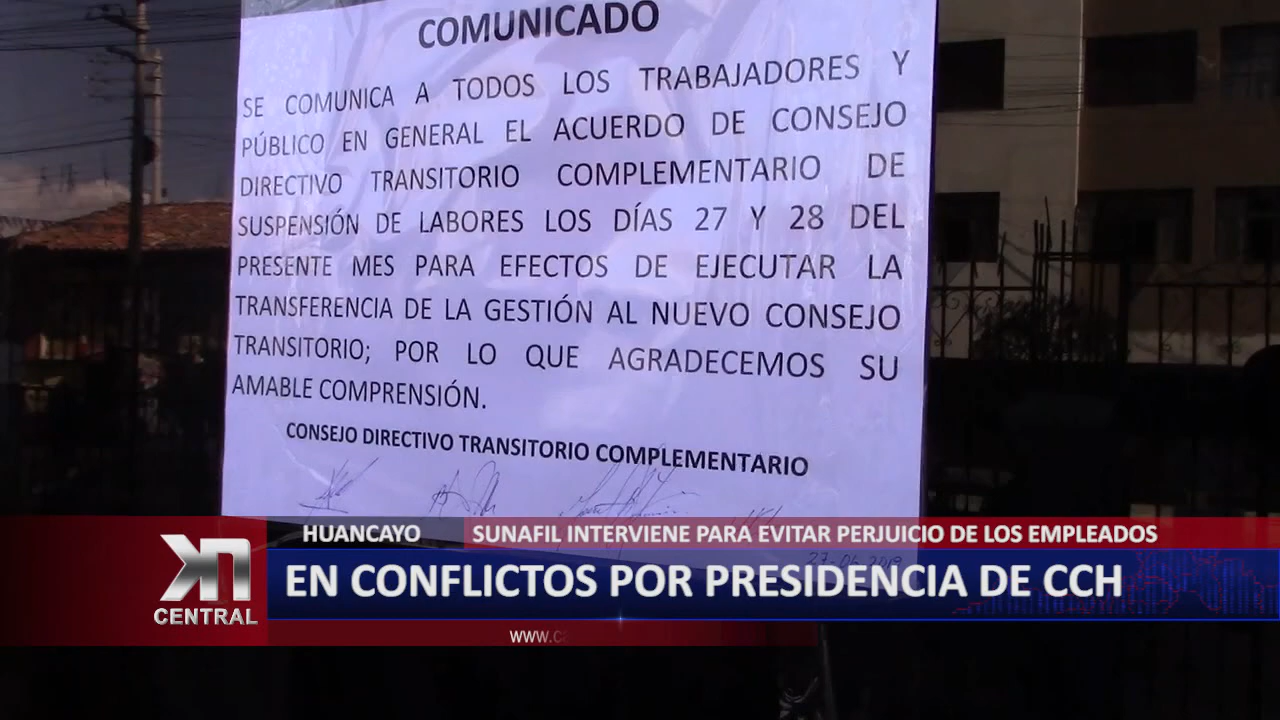 COMUNICADO
SE COMUNICA A TODOS LOS TRABAJADORES Y
PÚBLICO EN GENERAL EL ACUERDO DE CONSEJO
DIRECTIVO TRANSITORIO COMPLEMENTARIO DE
SUSPENSIÓN DE LABORES LOS DÍAS 27 Y 28 DEL
PRESENTE MES PARA EFECTOS DE EJECUTAR LA
TRANSFERENCIA DE LA GESTIÓN AL NUEVO CONSEJO
TRANSITORIO; POR LO QUE AGRADECEMOS SU
AMABLE COMPRENSIÓN.
CONSEJO DIRECTIVO TRANSITORIO COMPLEMENTARIO
HUANCAYO SUNAFIL INTERVIENE PARA EVITAR PERJUICIO DE LOS EMPLEADOS
EN CONFLICTOS POR PRESIDENCIA DE CCH
CENTRAL